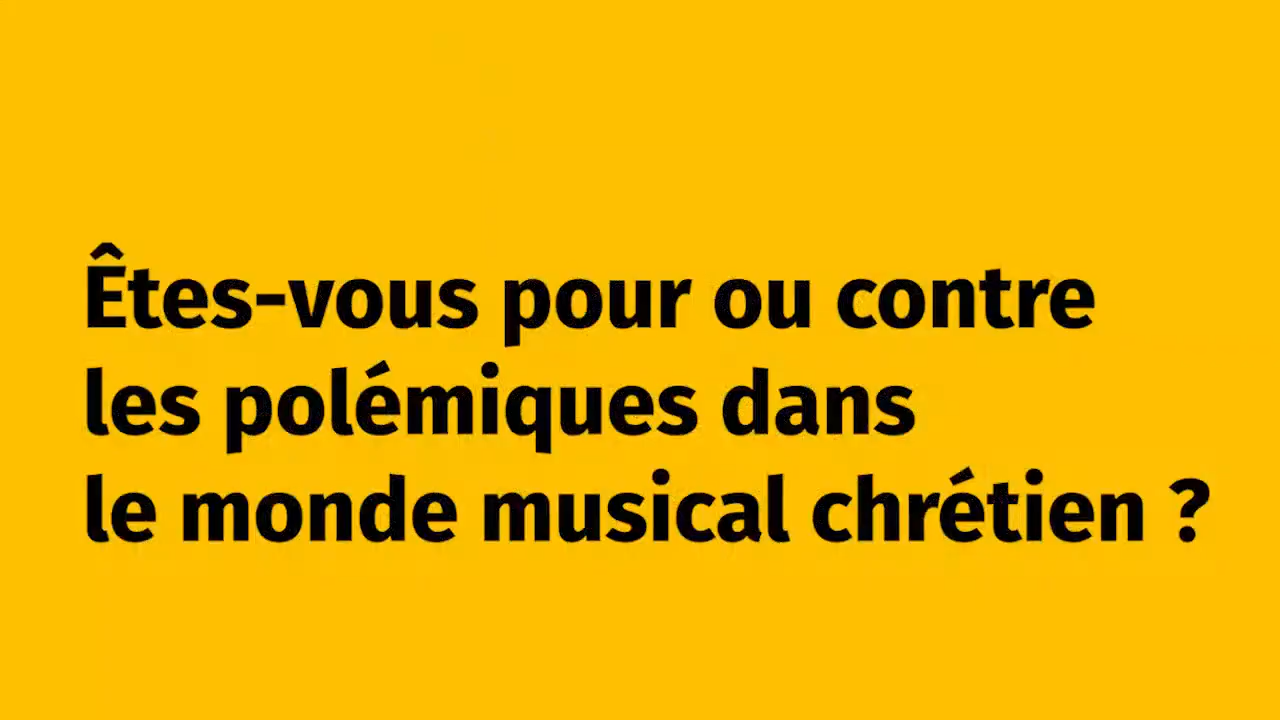 Êtes-vous pour ou contre
les polémiques dans
le monde musical chrétien ?